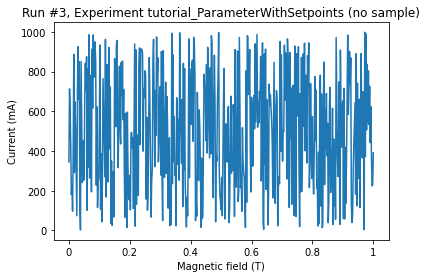 Run #3, Experiment tutorial_ParameterWithSetpoints (no sample)
Current (mA)
1000
800
600
400
200
0
0 0.2 0.4 0.6 0.8 1
Magnetic field (T)